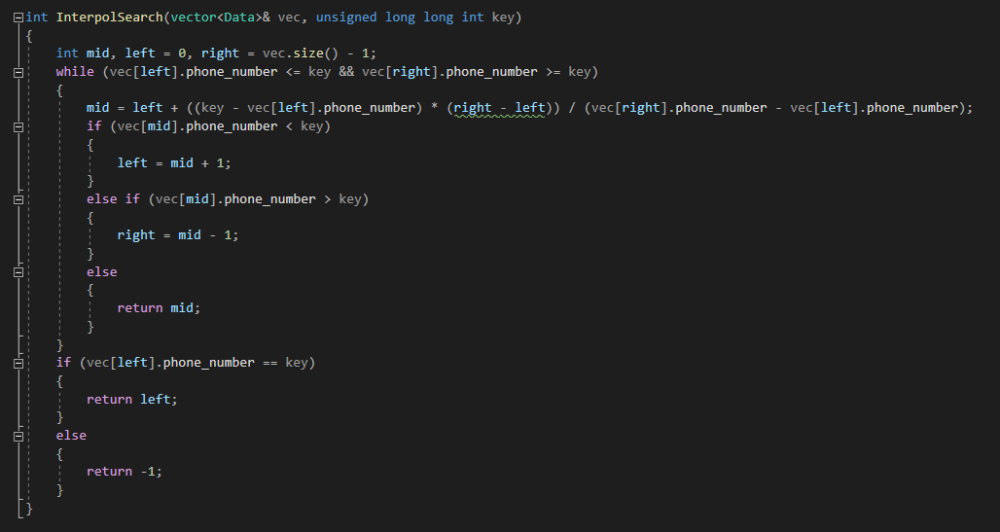 int InterpolSearch(vector<Data>& vec, unsigned long long int key)
{
    int mid, left = 0, right = vec.size() - 1;
    while (vec[left].phone_number <= key && vec[right].phone_number >= key)
    {
        mid = left + ((key - vec[left].phone_number) * (right - left)) / (vec[right].phone_number - vec[left].phone_number);
        if (vec[mid].phone_number < key)
        {
            left = mid + 1;
        }
        else if (vec[mid].phone_number > key)
        {
            right = mid - 1;
        }
        else
        {
            return mid;
        }
    }
    if (vec[left].phone_number == key)
    {
        return left;
    }
    else
    {
        return -1;
    }
}